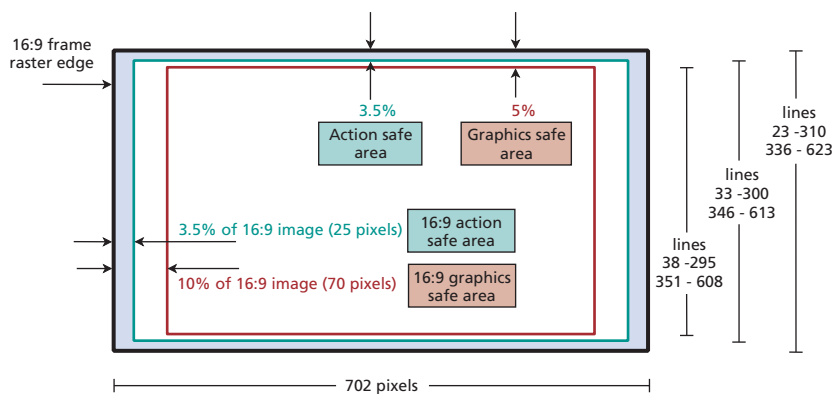 16:9 frame
raster edge
3.5%
5%
Action safe
area
Graphics safe
area
lines
23 -310
336 - 623
lines
33 -300
346 - 613
3.5% of 16:9 image (25 pixels)
16:9 action
safe area
lines
38 -295
351 - 608
10% of 16:9 image (70 pixels)
16:9 graphics
safe area
702 pixels